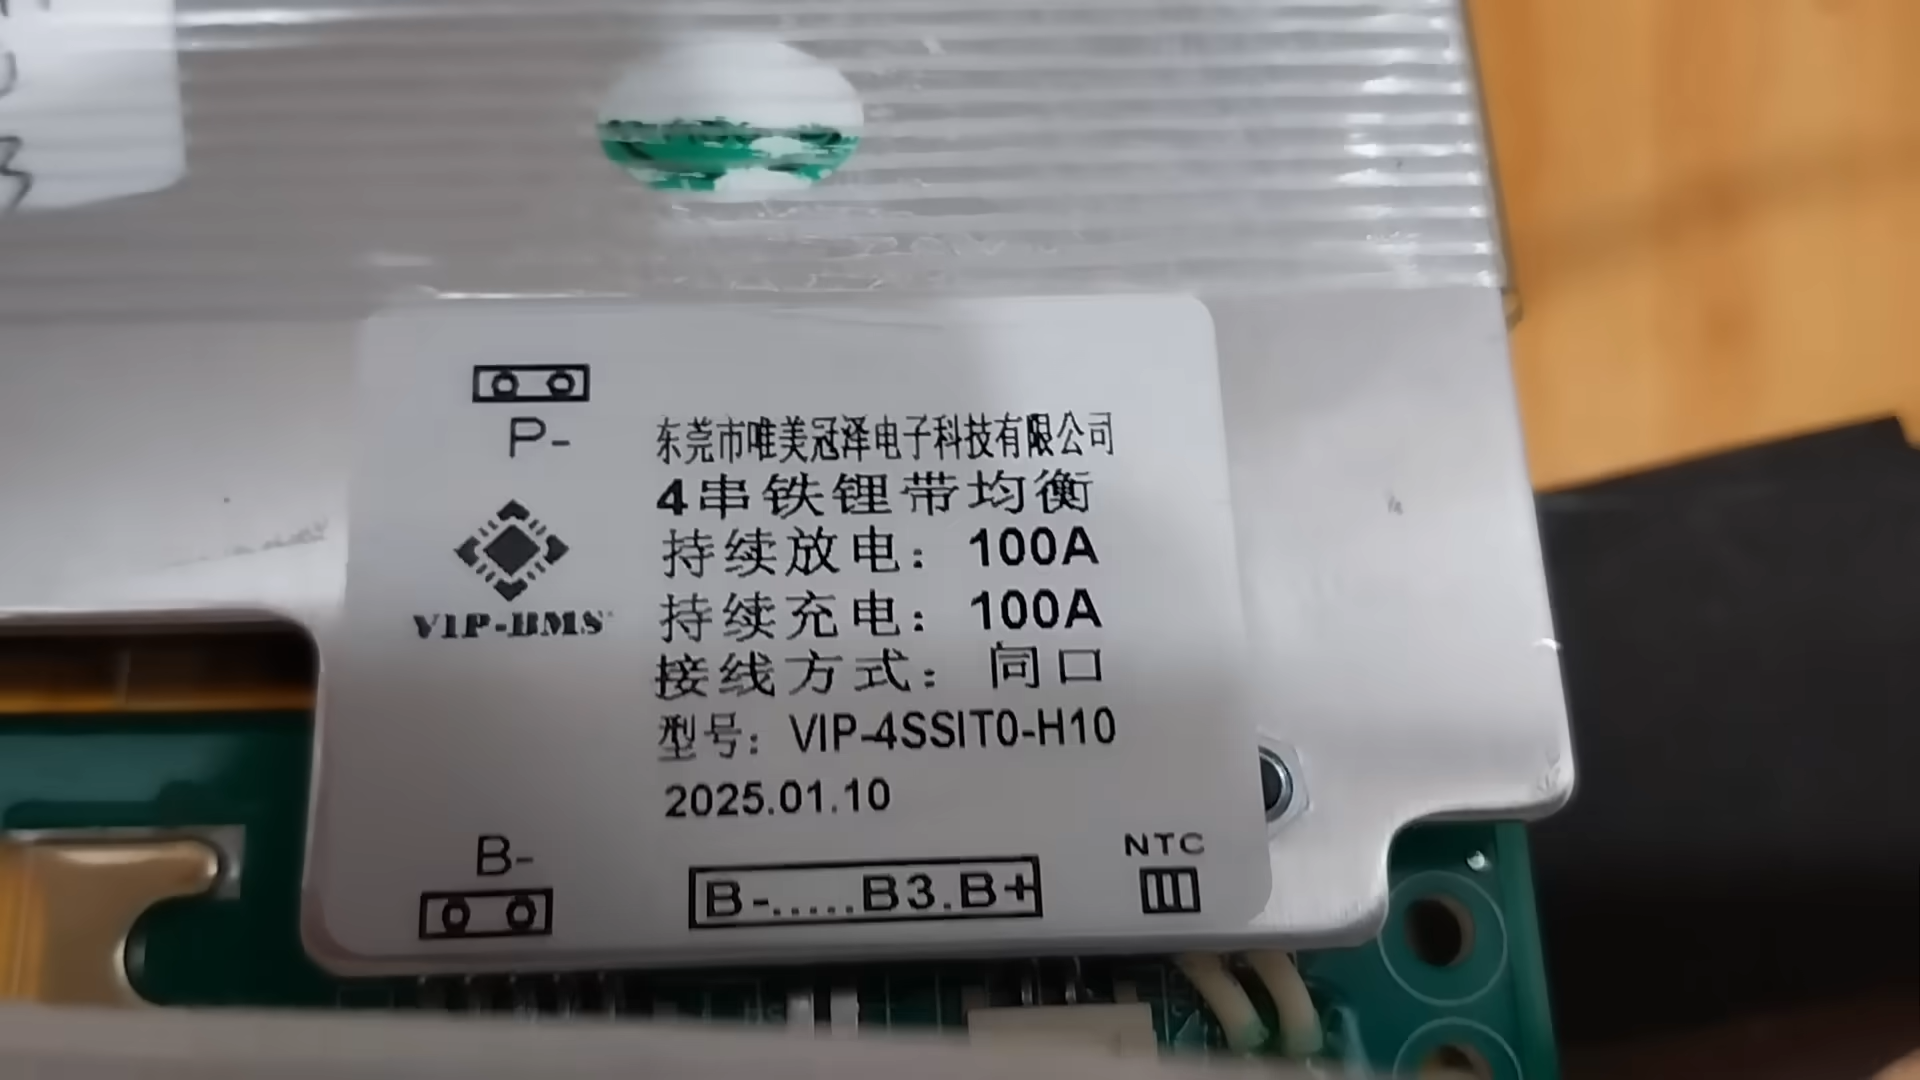 3
P-
东莞市唯美冠泽电子科技有限公司
4串铁锂带均衡
持续放电：100A
持续充电：100A
接线方式：同口
型号：VIP-4SSIT0-H10
2025.01.10
VIP-BMS
B-
B-.....B3.B+
NTC